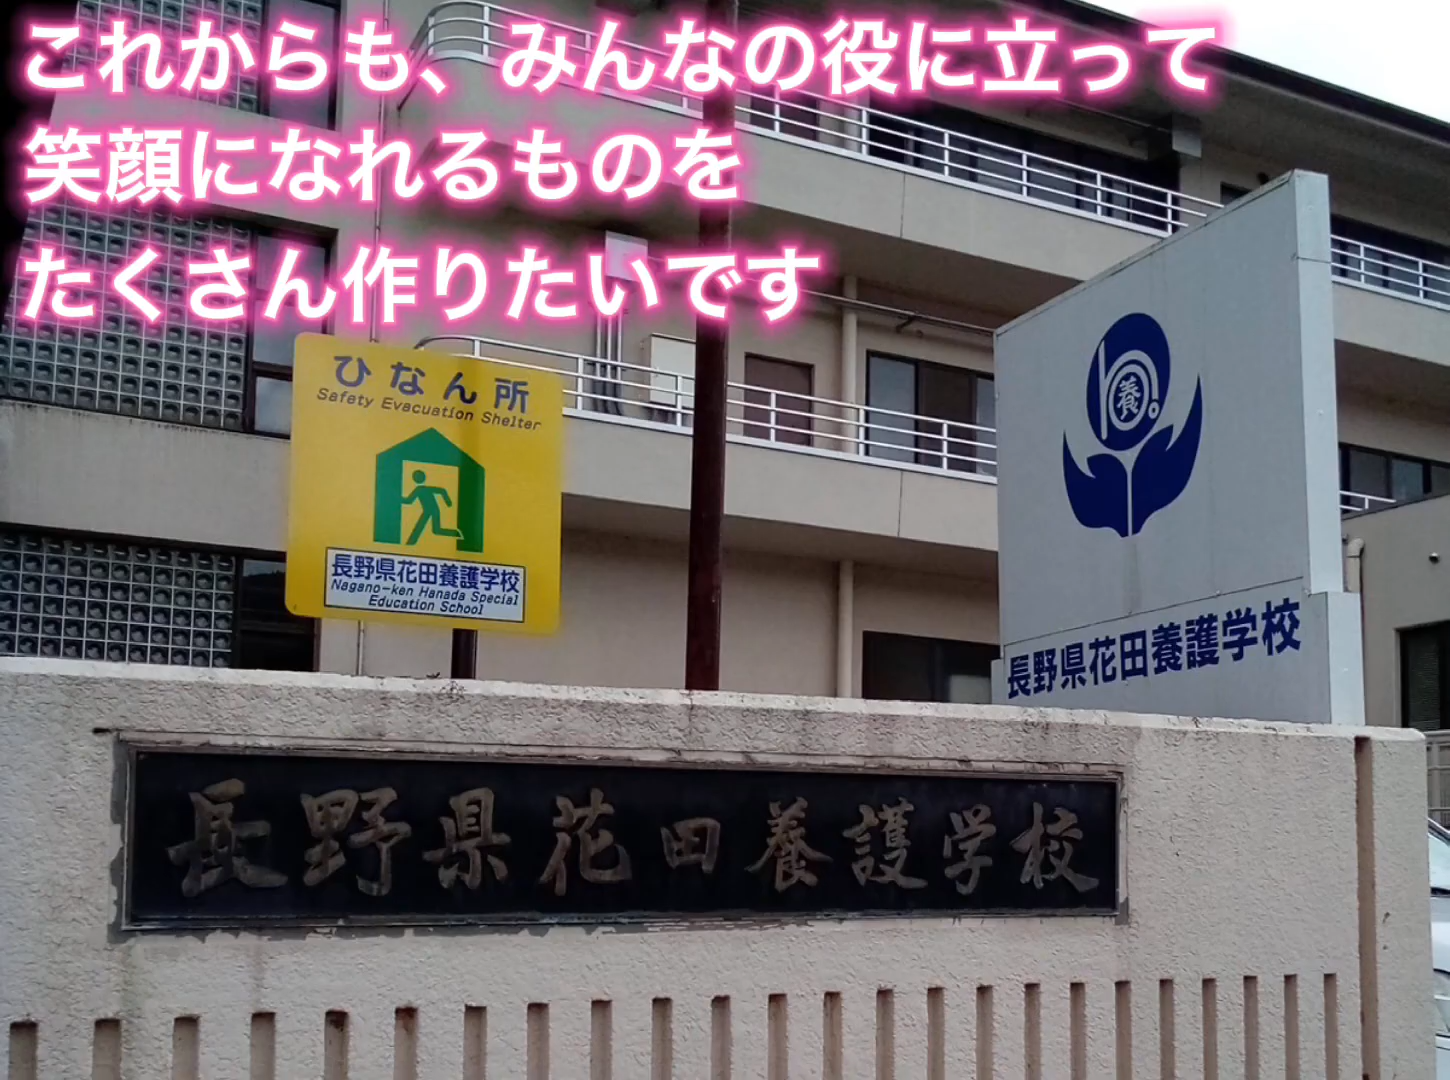 これからも、みんなの役に立って
笑顔になれるものを
たくさん作りたいです
ひなん所
Safety Evacuation Shelter
長野県花田養護学校
Nagano-ken Hanada Special
Education School
養
長野県花田養護学校
長野県花田養護学校